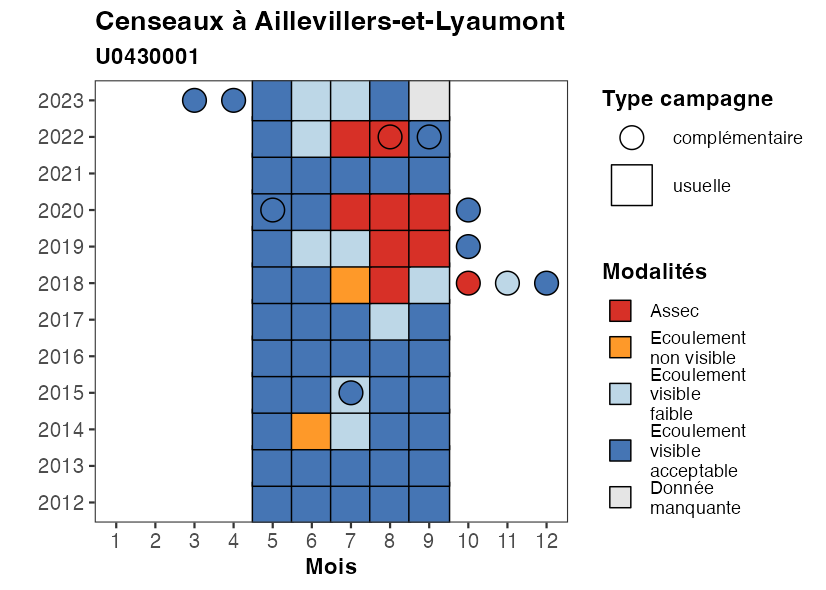 Censeaux à Aillevillers-et-Lyaumont
U0430001
2023
2022
2021
2020
2019
2018
2017
2016
2015
2014
2013
2012
1 2 3 4 5 6 7 8 9 10 11 12
Mois
Type campagne
complémentaire
usuelle
Modalités
Assec
Ecoulement
non visible
Ecoulement
visible
faible
Ecoulement
visible
acceptable
Donnée
manquante